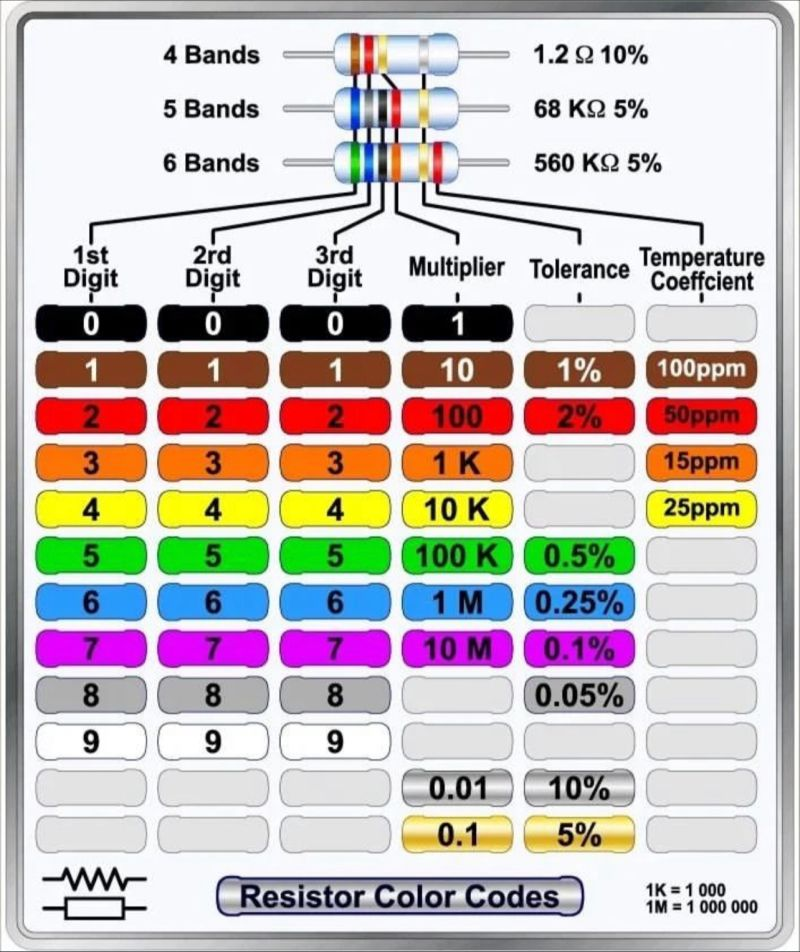 4 Bands 1.2 Ω 10%
5 Bands 68 KΩ 5%
6 Bands 560 KΩ 5%
1st Digit
2rd Digit
3rd Digit
Multiplier
Tolerance
Temperature Coeffcient
0 0 0 1
1 1 1 10 1% 100ppm
2 2 2 100 2% 50ppm
3 3 3 1 K 15ppm
4 4 4 10 K 25ppm
5 5 5 100 K 0.5%
6 6 6 1 M 0.25%
7 7 7 10 M 0.1%
8 8 8 0.05%
9 9 9
0.01 10%
0.1 5%
Resistor Color Codes
1K = 1 000
1M = 1 000 000